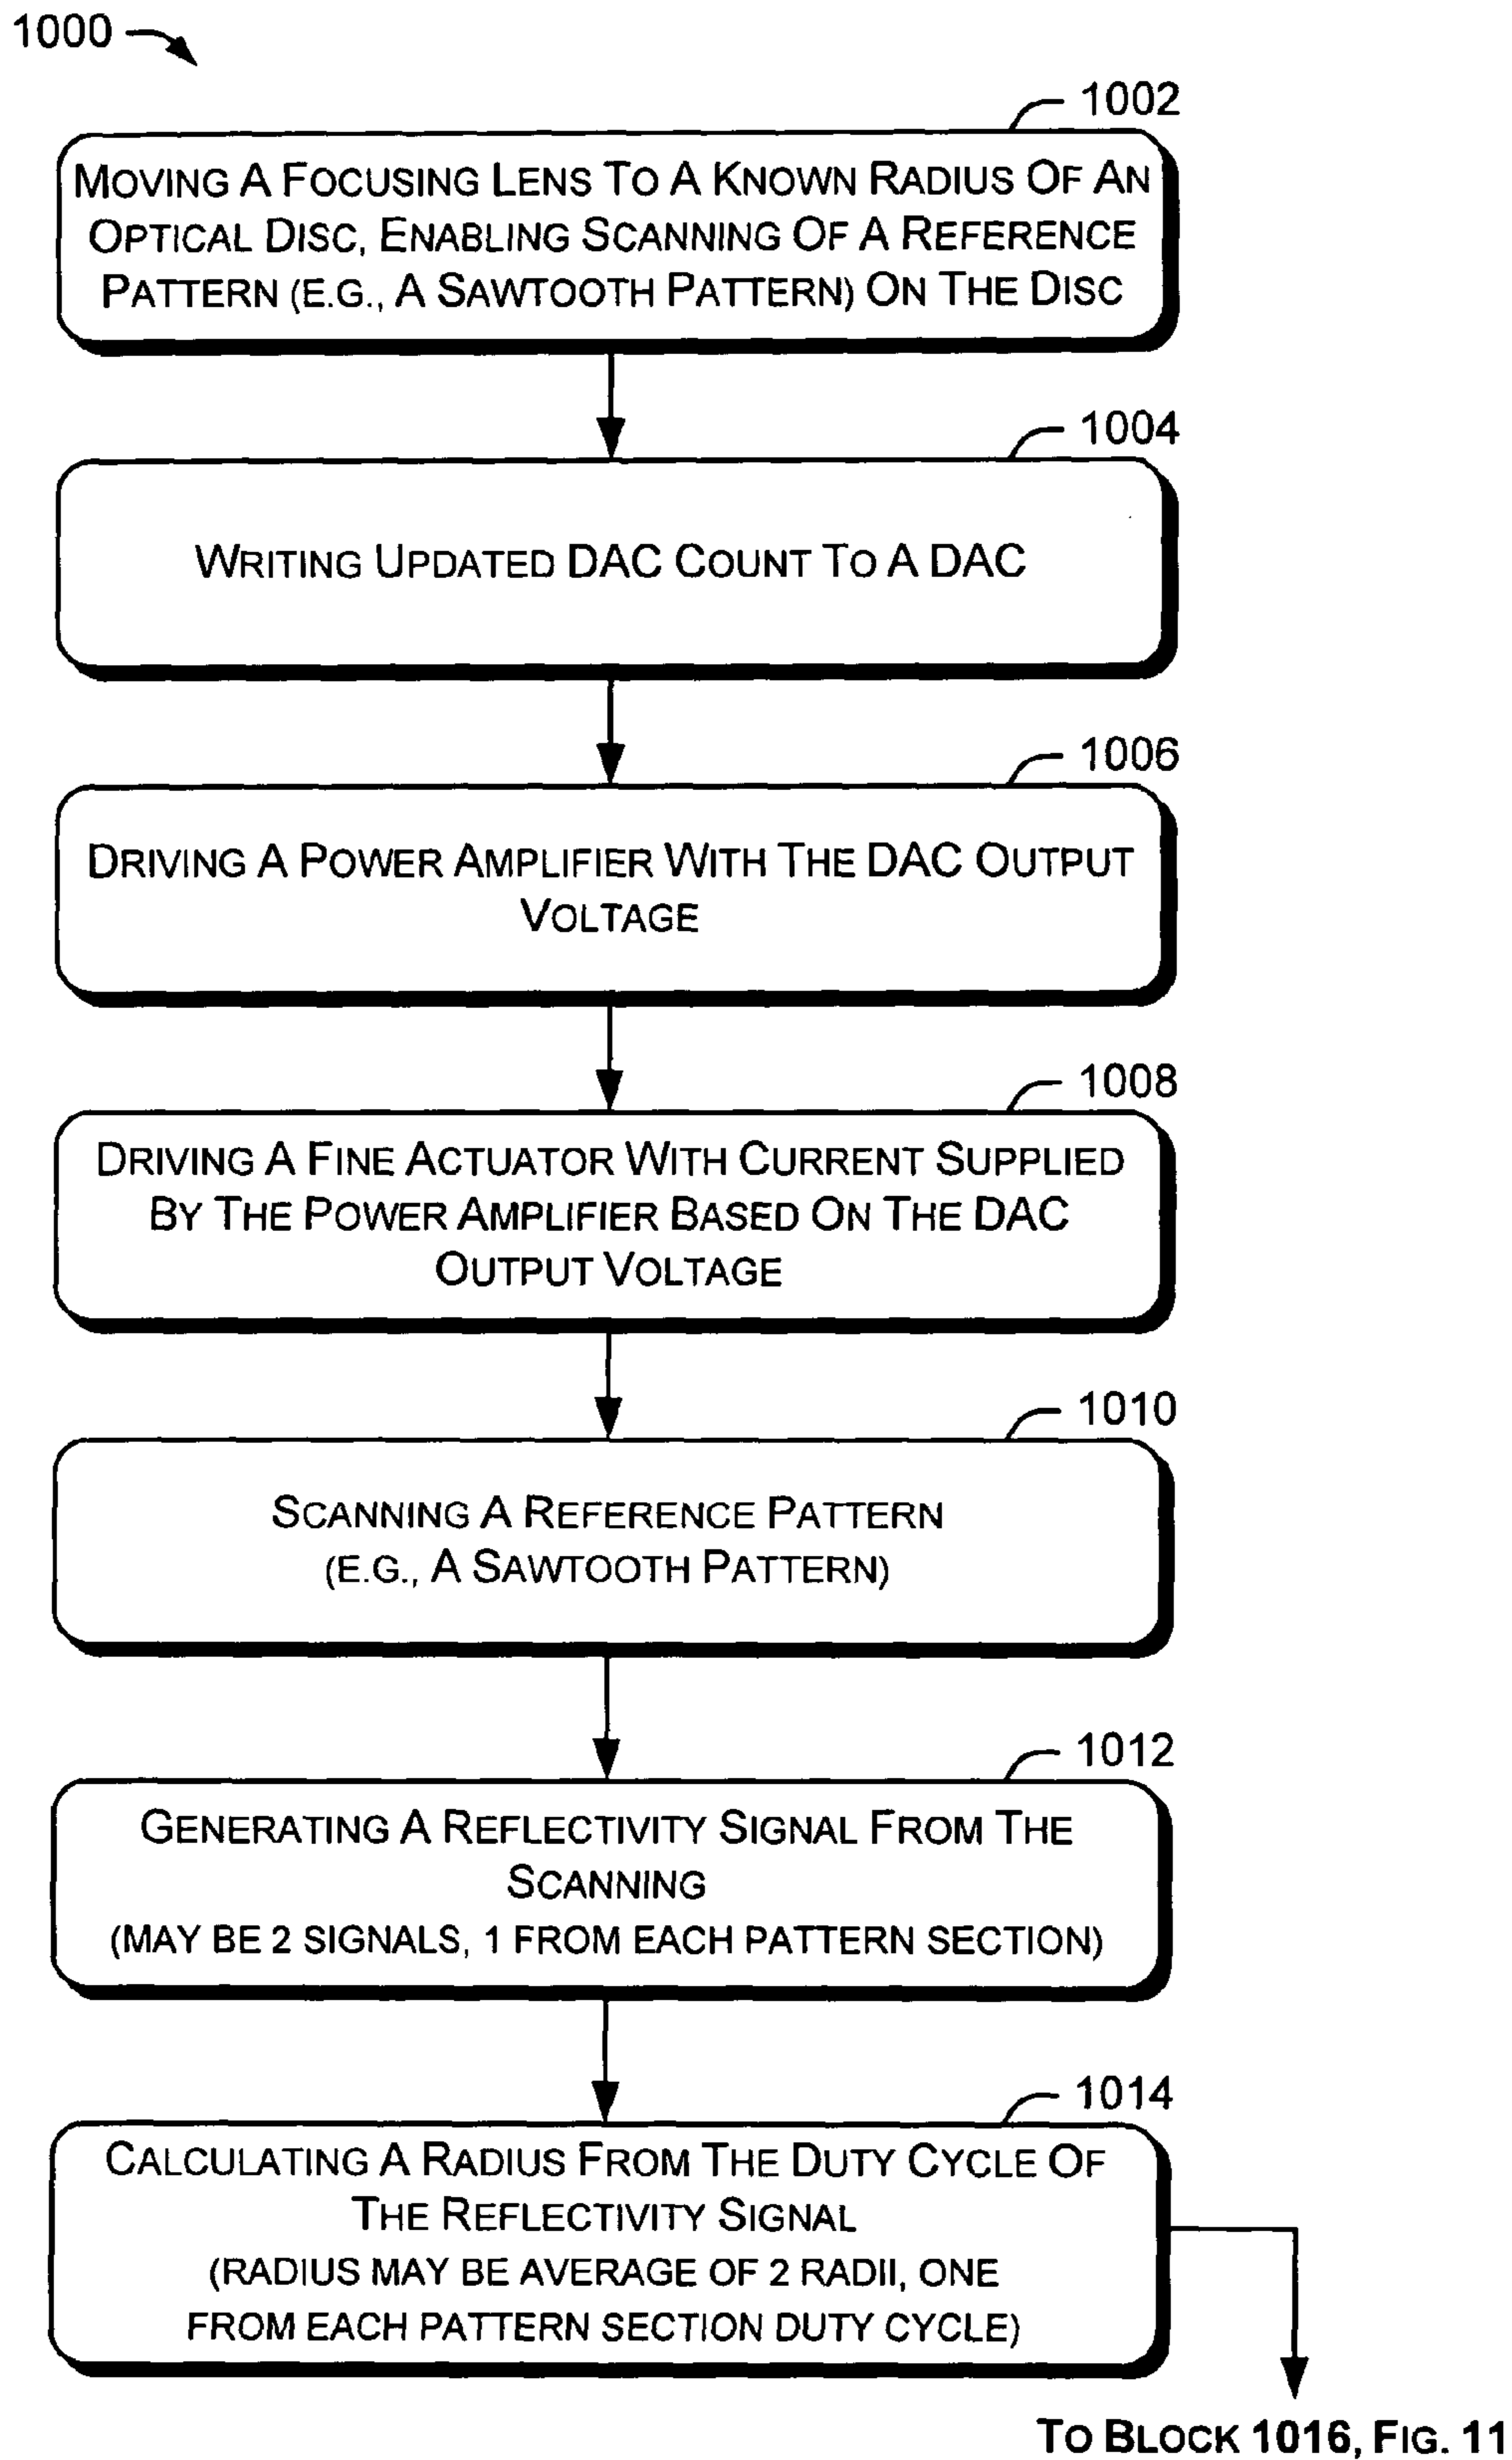 1000
1002
MOVING A FOCUSING LENS TO A KNOWN RADIUS OF AN
OPTICAL DISC, ENABLING SCANNING OF A REFERENCE
PATTERN (E.G., A SAWTOOTH PATTERN) ON THE DISC
1004
WRITING UPDATED DAC COUNT TO A DAC
1006
DRIVING A POWER AMPLIFIER WITH THE DAC OUTPUT
VOLTAGE
1008
DRIVING A FINE ACTUATOR WITH CURRENT SUPPLIED
BY THE POWER AMPLIFIER BASED ON THE DAC
OUTPUT VOLTAGE
1010
SCANNING A REFERENCE PATTERN
(E.G., A SAWTOOTH PATTERN)
1012
GENERATING A REFLECTIVITY SIGNAL FROM THE
SCANNING
(MAY BE 2 SIGNALS, 1 FROM EACH PATTERN SECTION)
1014
CALCULATING A RADIUS FROM THE DUTY CYCLE OF
THE REFLECTIVITY SIGNAL
(RADIUS MAY BE AVERAGE OF 2 RADII, ONE
FROM EACH PATTERN SECTION DUTY CYCLE)
TO BLOCK 1016, FIG. 11